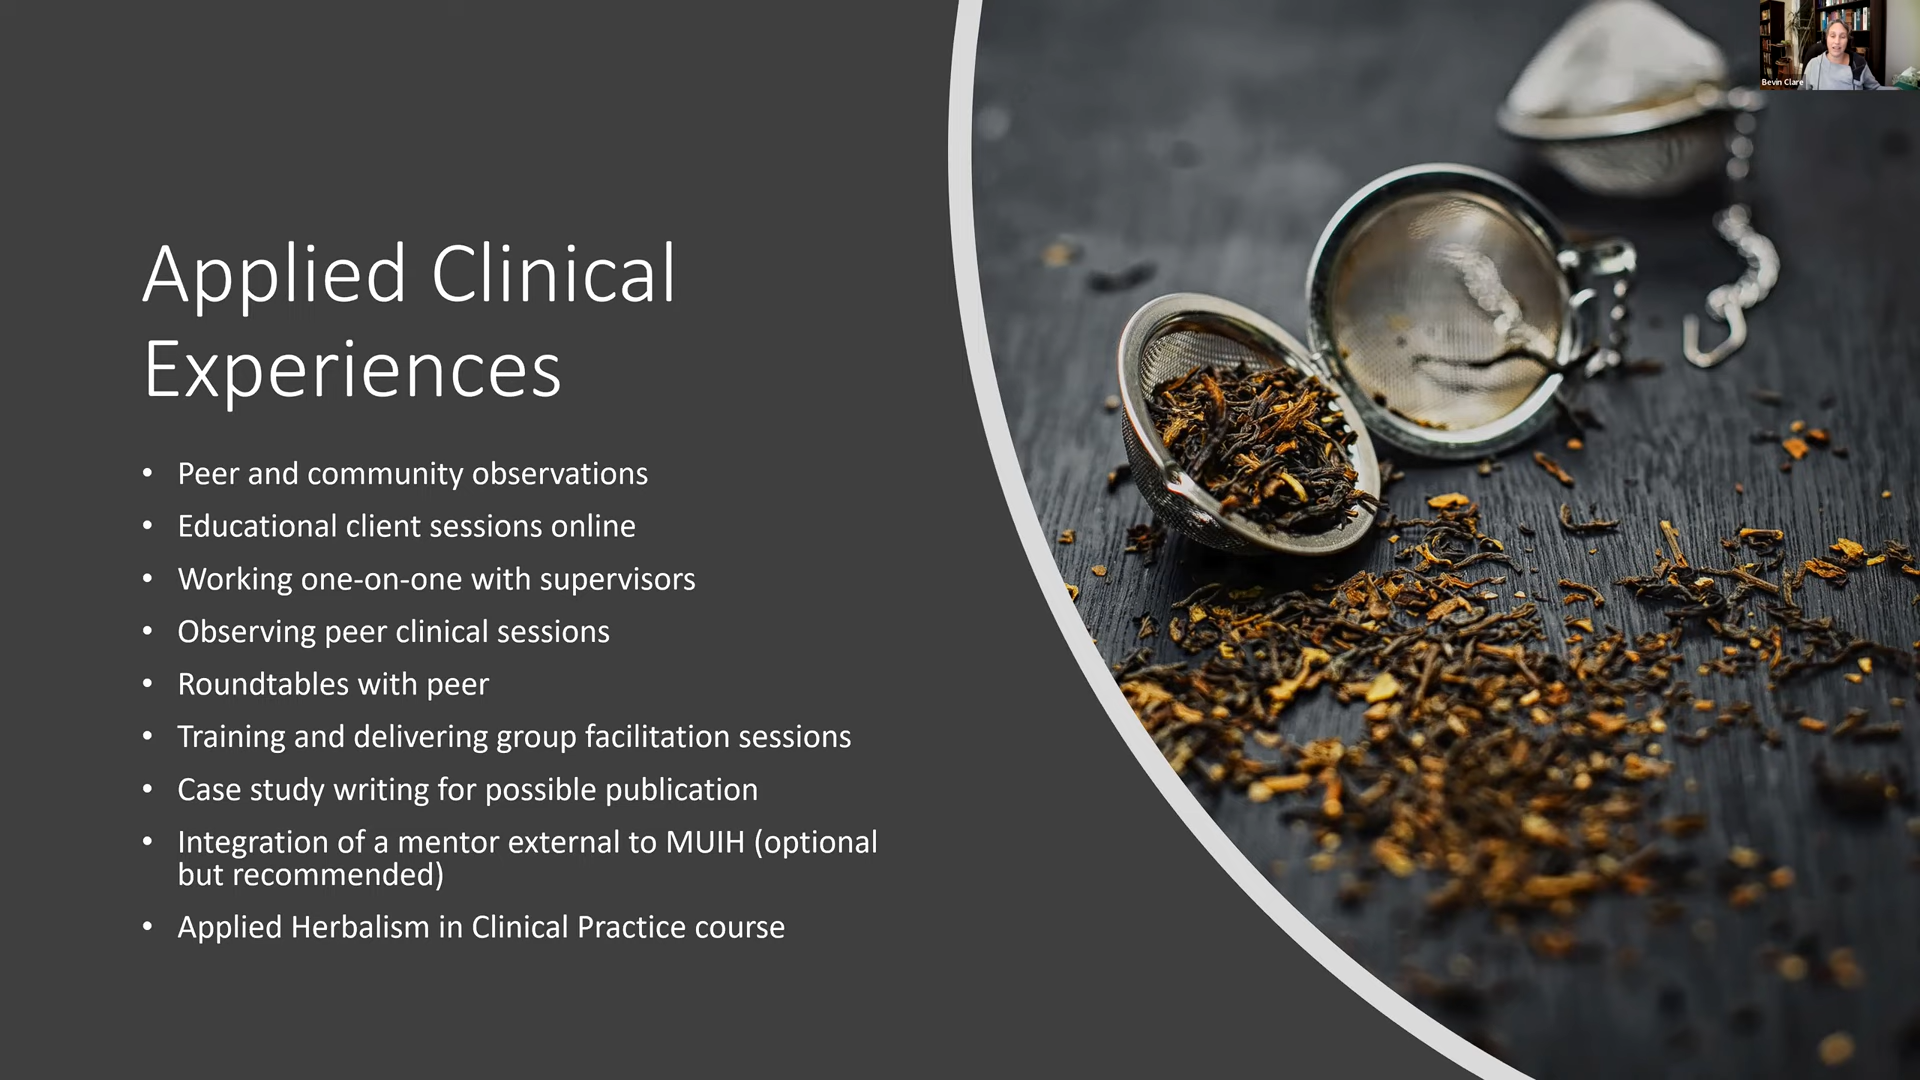 Applied Clinical
Experiences
• Peer and community observations
• Educational client sessions online
• Working one-on-one with supervisors
• Observing peer clinical sessions
• Roundtables with peer
• Training and delivering group facilitation sessions
• Case study writing for possible publication
• Integration of a mentor external to MUIH (optional
but recommended)
• Applied Herbalism in Clinical Practice course
Bevin Clare